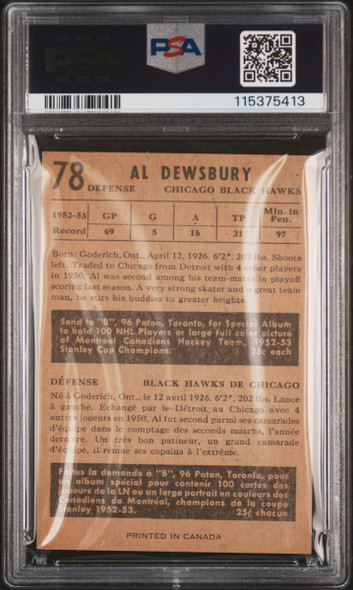 PSA
115375413
78 AL DEWSBURY
DEFENSE CHICAGO BLACK HAWKS
1952-53 GP G A TP Min. in
Record 69 5 16 21 Pen.
97
Born: Goderich, Ont., April 12, 1926. 6'2". 202 lbs. Shoots
left. Traded to Chicago from Detroit with 4 other players
in 1950, Al was second among his team-mates in playoff
scoring last season. A very strong skater and a great team
man, he stirs his buddies to greater heights.
Send to "B", 96 Paton, Toronto, for Special Album
to hold 100 NHL Players or large full color picture
of Montreal Canadiens Hockey Team, 1952-53
Stanley Cup Champions. 25¢ each
DÉFENSE BLACK HAWKS DE CHICAGO
Né à Goderich, Ont., le 12 avril 1926. 6'2". 202 lbs. Lance
à gauche. Echangé par le Détroit, au Chicago avec 4
autres joueurs en 1950, Al fut second parmi ses camarades
d'équipe dans le comptage des seconds matchs, l'année
dernière. Un très bon patineur, un grand camarade
d'équipe, il remue ses copains à l'extrême.
Faites la demande à "B", 96 Paton, Toronto, pour
un album spécial pour contenir 100 cartes des
joueurs de la LN ou un large portrait en couleurs des
Canadiens de Montréal, champions de la coupe
Stanley 1952-53. 25¢ chacun
PRINTED IN CANADA